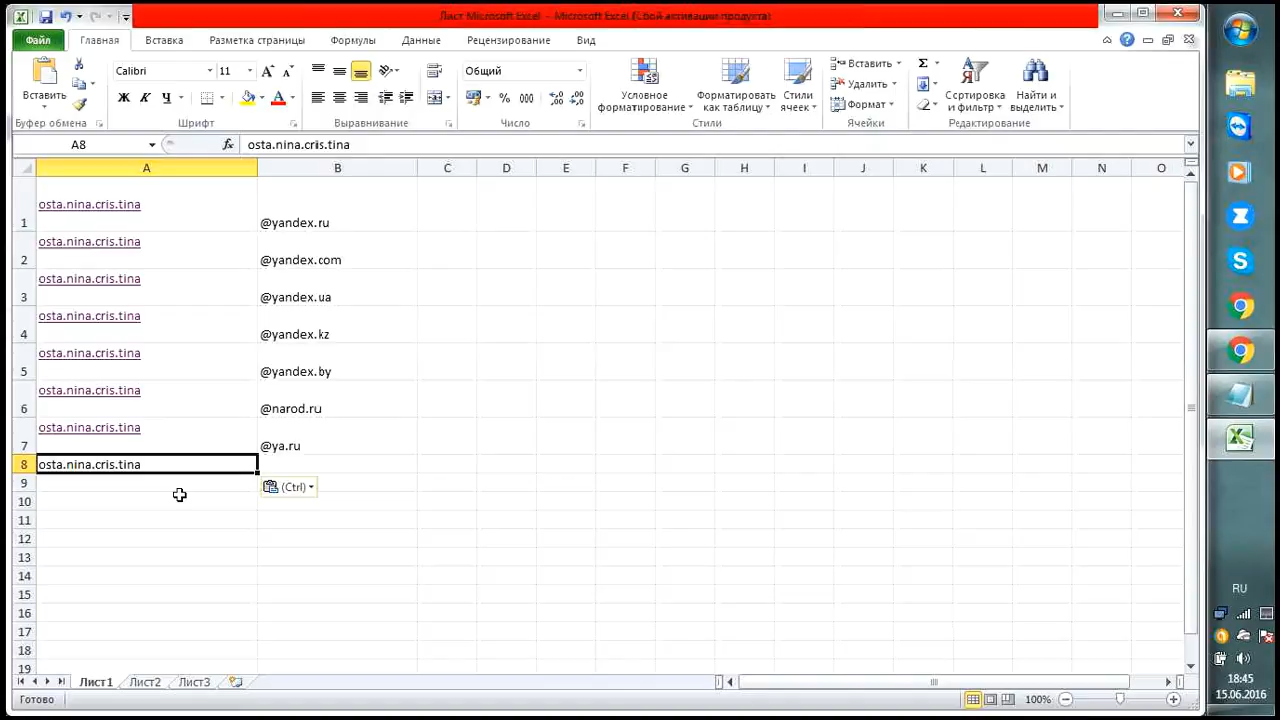 Лист Microsoft Excel - Microsoft Excel (Сбой активации продукта)
Файл Главная Вставка Разметка страницы Формулы Данные Рецензирование Вид
Вставить
Буфер обмена
Calibri 11
Ж К Ч
Шрифт
Выравнивание
Общий
% 000
Число
Условное форматирование
Форматировать как таблицу
Стили ячеек
Стили
Вставить
Удалить
Формат
Ячейки
Σ
Сортировка и фильтр
Найти и выделить
Редактирование
A8 fx osta.nina.cris.tina
A B C D E F G H I J K L M N O
osta.nina.cris.tina
1 @yandex.ru
osta.nina.cris.tina
2 @yandex.com
osta.nina.cris.tina
3 @yandex.ua
osta.nina.cris.tina
4 @yandex.kz
osta.nina.cris.tina
5 @yandex.by
osta.nina.cris.tina
6 @narod.ru
osta.nina.cris.tina
7 @ya.ru
8 osta.nina.cris.tina
9 (Ctrl)
10
11
12
13
14
15
16
17
18
19
Лист1 Лист2 Лист3
Готово 100%
RU
18:45
15.06.2016